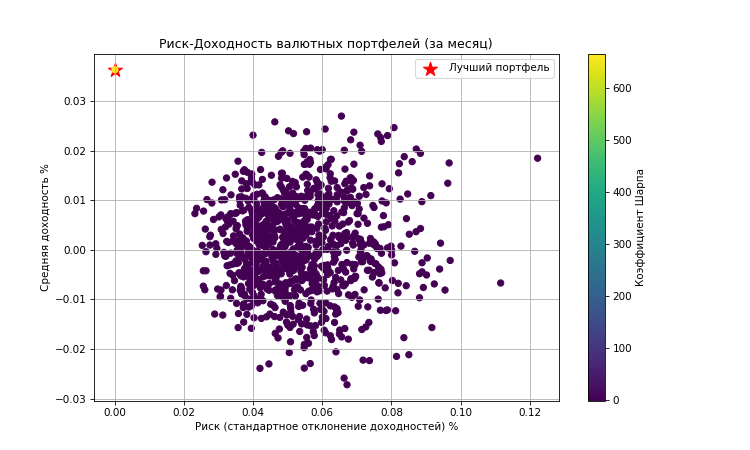 Риск-Доходность валютных портфелей (за месяц)
Лучший портфель
Средняя доходность %
0.03
0.02
0.01
0.00
−0.01
−0.02
−0.03
0.00 0.02 0.04 0.06 0.08 0.10 0.12
Риск (стандартное отклонение доходностей) %
600
500
400
300
200
100
0
Коэффициент Шарпа